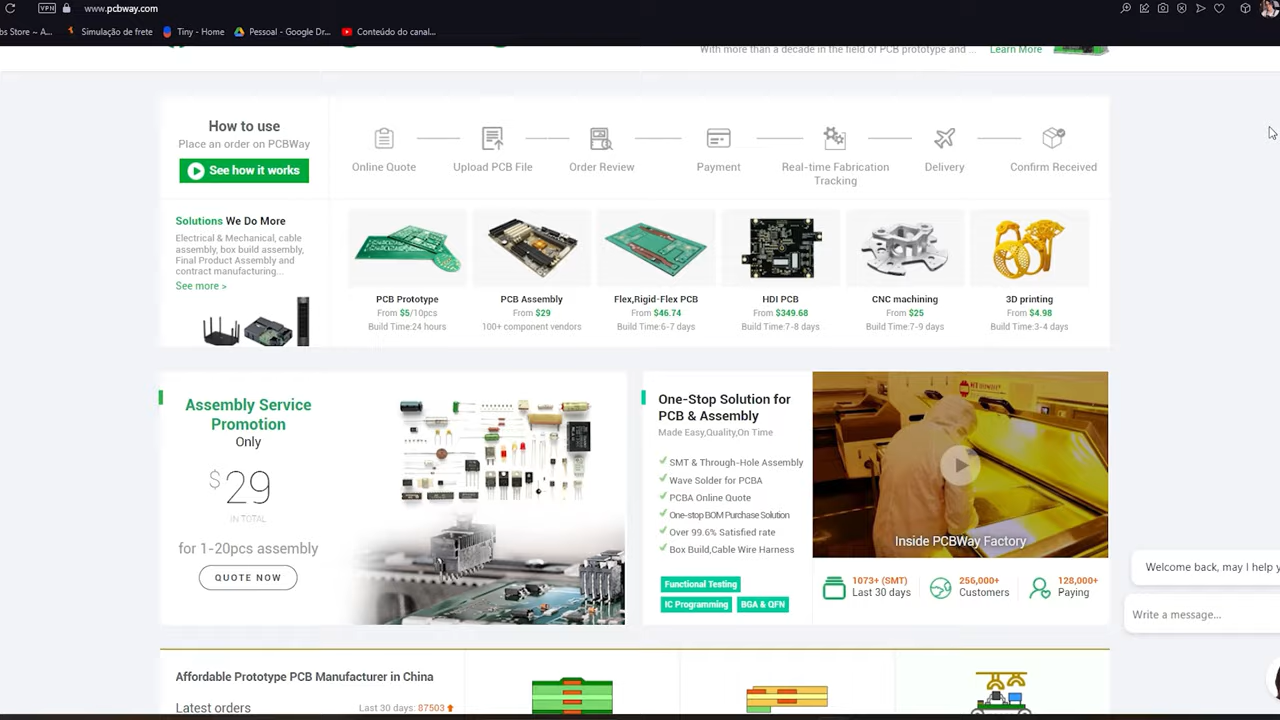 VPN
www.pcbway.com
bs Store – A...
Simulação de frete
Tiny - Home
Pessoal - Google Dr...
Conteúdo do canal...
With more than a decade in the field of PCB prototype and ...
Learn More
How to use
Place an order on PCBWay
See how it works
Online Quote
Upload PCB File
Order Review
Payment
Real-time Fabrication
Tracking
Delivery
Confirm Received
Solutions We Do More
Electrical & Mechanical, cable
assembly, box build assembly,
Final Product Assembly and
contract manufacturing...
See more >
PCB Prototype
From $5/10pcs
Build Time:24 hours
PCB Assembly
From $29
100+ component vendors
Flex,Rigid-Flex PCB
From $46.74
Build Time:6-7 days
HDI PCB
From $349.68
Build Time:7-8 days
CNC machining
From $25
Build Time:7-9 days
3D printing
From $4.98
Build Time:3-4 days
Assembly Service
Promotion
Only
$29
IN TOTAL
for 1-20pcs assembly
QUOTE NOW
One-Stop Solution for
PCB & Assembly
Made Easy,Quality,On Time
SMT & Through-Hole Assembly
Wave Solder for PCBA
PCBA Online Quote
One-stop BOM Purchase Solution
Over 99.6% Satisfied rate
Box Build,Cable Wire Harness
Functional Testing
IC Programming
BGA & QFN
Inside PCBWay Factory
1073+ (SMT)
Last 30 days
256,000+
Customers
128,000+
Paying
Welcome back, may I help y
Write a message...
Affordable Prototype PCB Manufacturer in China
Latest orders
Last 30 days: 87503